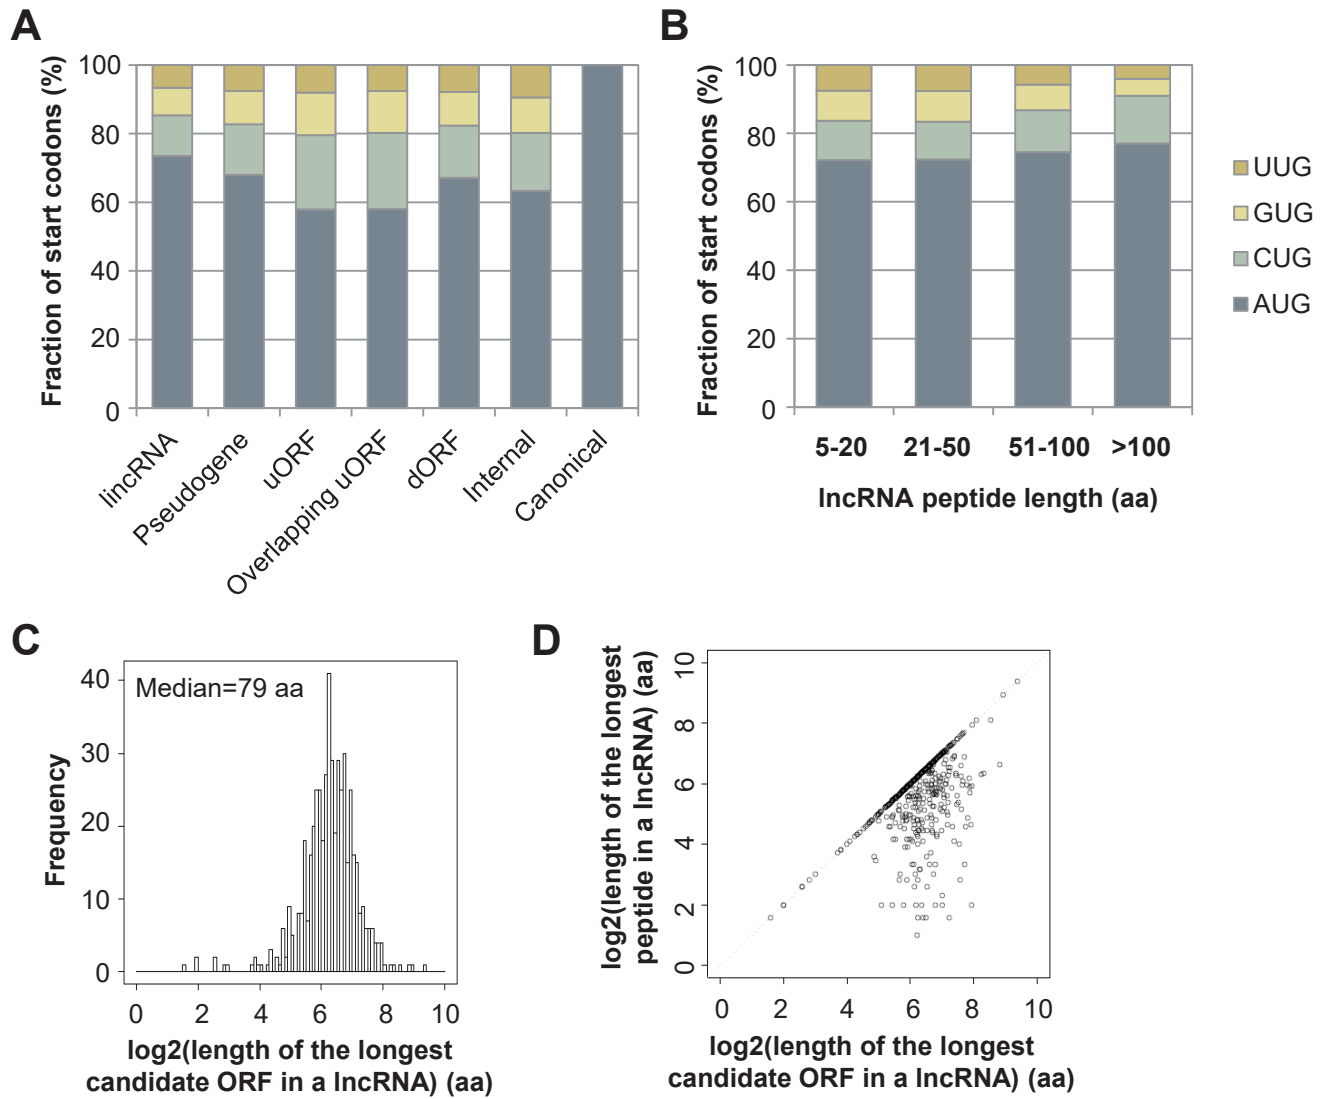 A
Fraction of start codons (%)
100
80
60
40
20
0
lincRNA
Pseudogene
uORF
Overlapping uORF
dORF
Internal
Canonical
B
Fraction of start codons (%)
100
80
60
40
20
0
5-20
21-50
51-100
>100
lncRNA peptide length (aa)
UUG
GUG
CUG
AUG
C
Median=79 aa
Frequency
40
30
20
10
0
0
2
4
6
8
10
log2(length of the longest
candidate ORF in a lncRNA) (aa)
D
log2(length of the longest
peptide in a lncRNA) (aa)
10
8
6
4
2
0
0
2
4
6
8
10
log2(length of the longest
candidate ORF in a lncRNA) (aa)